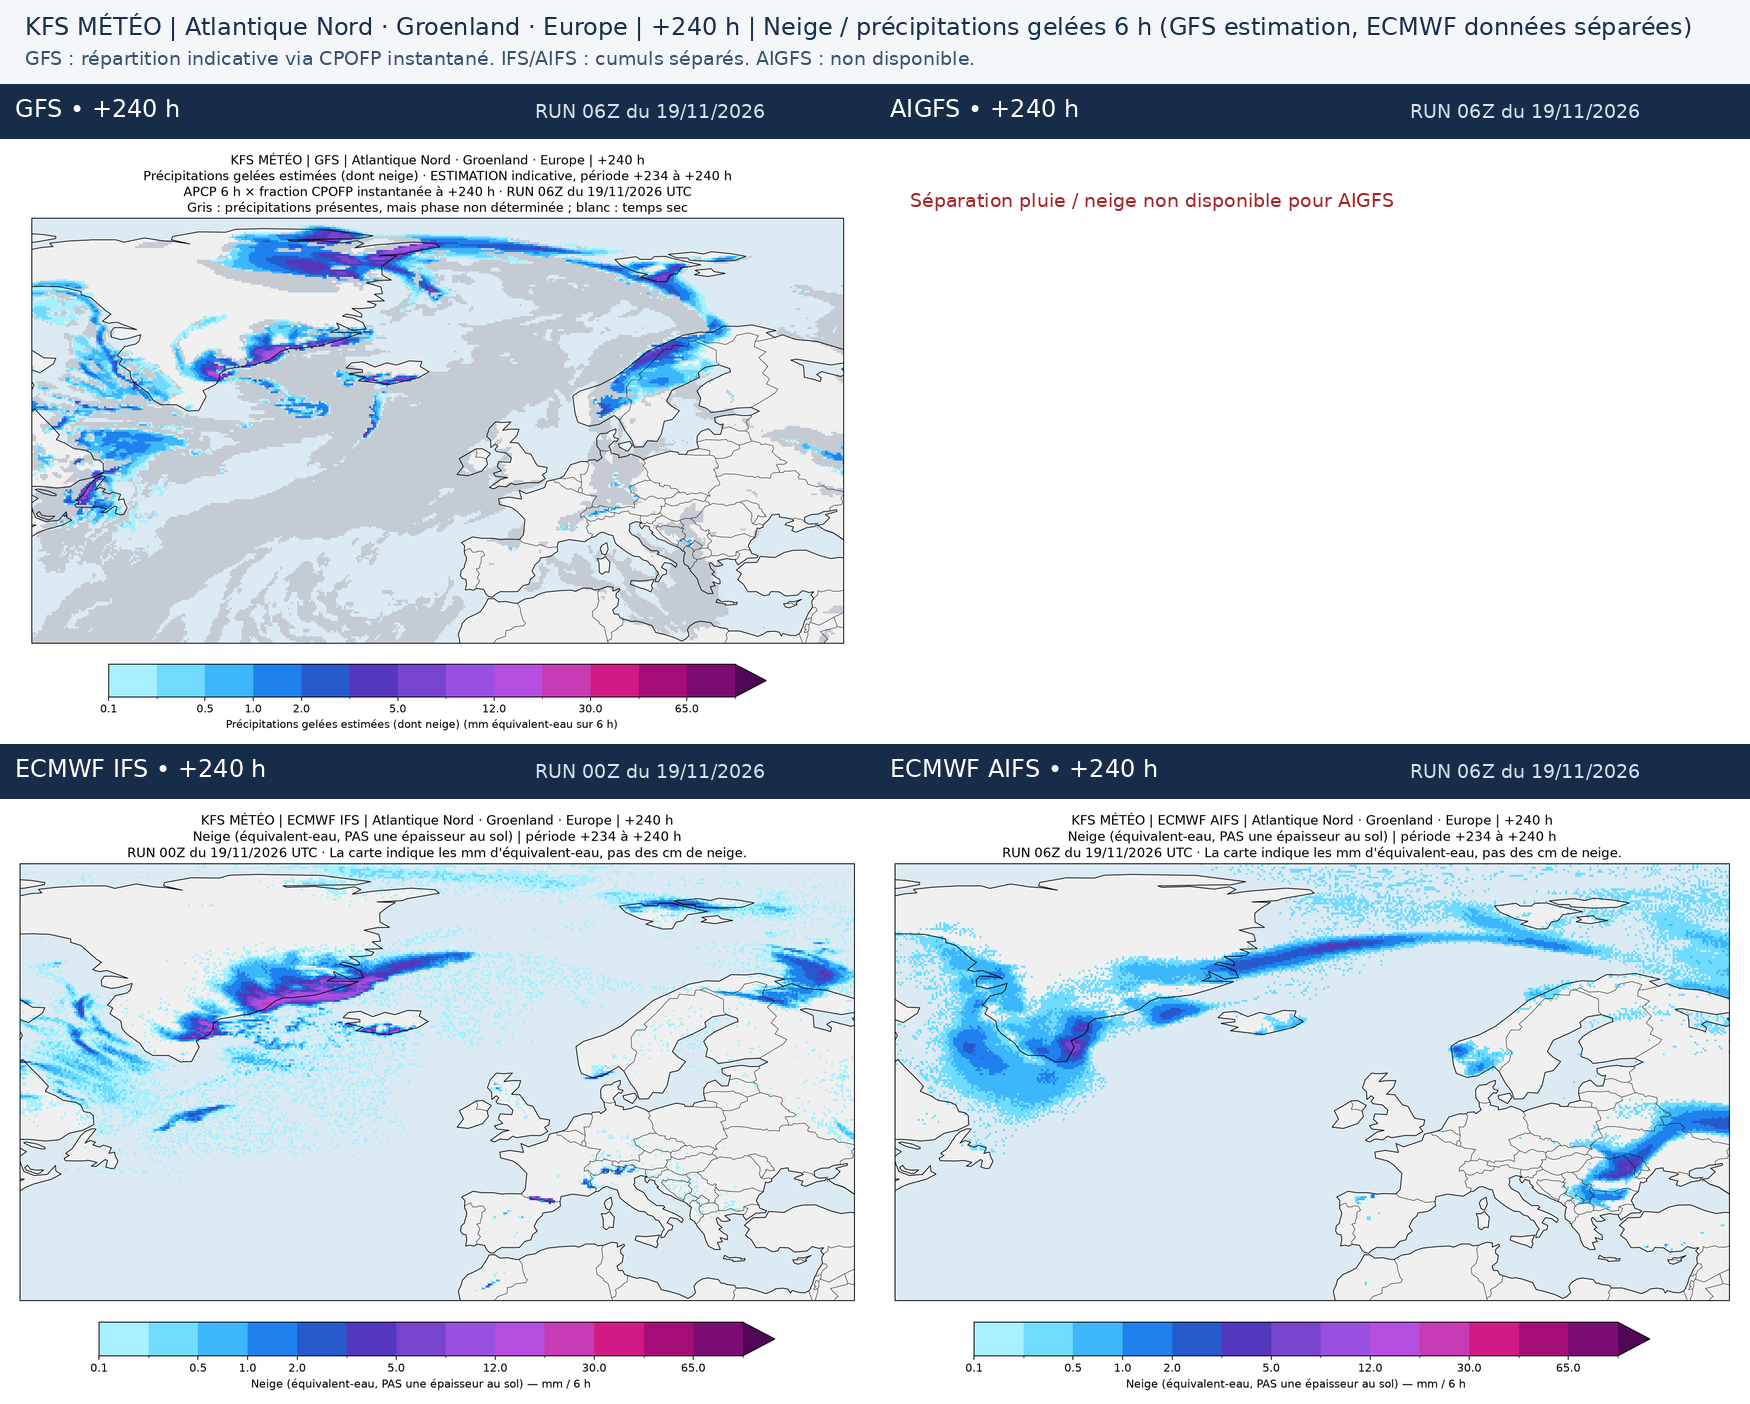 KFS MÉTÉO | Atlantique Nord · Groenland · Europe | +240 h | Neige / précipitations gelées 6 h (GFS estimation, ECMWF données séparées)
GFS : répartition indicative via CPOFP instantané. IFS/AIFS : cumuls séparés. AIGFS : non disponible.
GFS • +240 h
RUN 06Z du 19/11/2026
AIGFS • +240 h
RUN 06Z du 19/11/2026
KFS MÉTÉO | GFS | Atlantique Nord · Groenland · Europe | +240 h
Précipitations gelées estimées (dont neige) · ESTIMATION indicative, période +234 à +240 h
APCP 6 h × fraction CPOFP instantanée à +240 h · RUN 06Z du 19/11/2026 UTC
Gris : précipitations présentes, mais phase non déterminée ; blanc : temps sec
Séparation pluie / neige non disponible pour AIGFS
0.1 0.5 1.0 2.0 5.0 12.0 30.0 65.0
Précipitations gelées estimées (dont neige) (mm équivalent-eau sur 6 h)
ECMWF IFS • +240 h
RUN 00Z du 19/11/2026
ECMWF AIFS • +240 h
RUN 06Z du 19/11/2026
KFS MÉTÉO | ECMWF IFS | Atlantique Nord · Groenland · Europe | +240 h
Neige (équivalent-eau, PAS une épaisseur au sol) | période +234 à +240 h
RUN 00Z du 19/11/2026 UTC · La carte indique les mm d'équivalent-eau, pas des cm de neige.
0.1 0.5 1.0 2.0 5.0 12.0 30.0 65.0
Neige (équivalent-eau, PAS une épaisseur au sol) — mm / 6 h
KFS MÉTÉO | ECMWF AIFS | Atlantique Nord · Groenland · Europe | +240 h
Neige (équivalent-eau, PAS une épaisseur au sol) | période +234 à +240 h
RUN 06Z du 19/11/2026 UTC · La carte indique les mm d'équivalent-eau, pas des cm de neige.
0.1 0.5 1.0 2.0 5.0 12.0 30.0 65.0
Neige (équivalent-eau, PAS une épaisseur au sol) — mm / 6 h